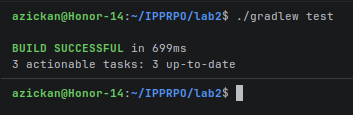 azickan@Honor-14:~/IPPRPO/lab2$ ./gradlew test
BUILD SUCCESSFUL in 699ms
3 actionable tasks: 3 up-to-date
azickan@Honor-14:~/IPPRPO/lab2$